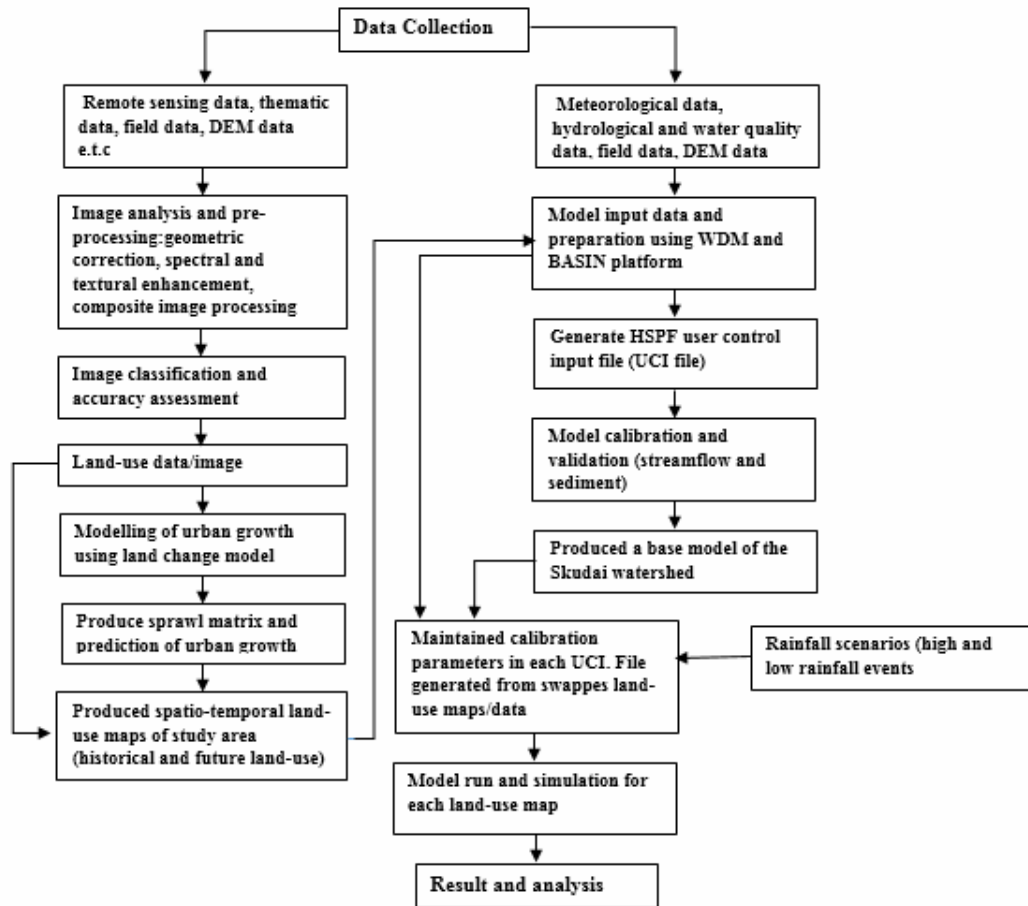 Data Collection
Remote sensing data, thematic
data, field data, DEM data
e.t.c
Image analysis and pre-
processing:geometric
correction, spectral and
textural enhancement,
composite image processing
Image classification and
accuracy assessment
Land-use data/image
Modelling of urban growth
using land change model
Produce sprawl matrix and
prediction of urban growth
Produced spatio-temporal land-
use maps of study area
(historical and future land-use)
Meteorological data,
hydrological and water quality
data, field data, DEM data
Model input data and
preparation using WDM and
BASIN platform
Generate HSPF user control
input file (UCI file)
Model calibration and
validation (streamflow and
sediment)
Produced a base model of the
Skudai watershed
Maintained calibration
parameters in each UCI. File
generated from swappes land-
use maps/data
Rainfall scenarios (high and
low rainfall events
Model run and simulation for
each land-use map
Result and analysis